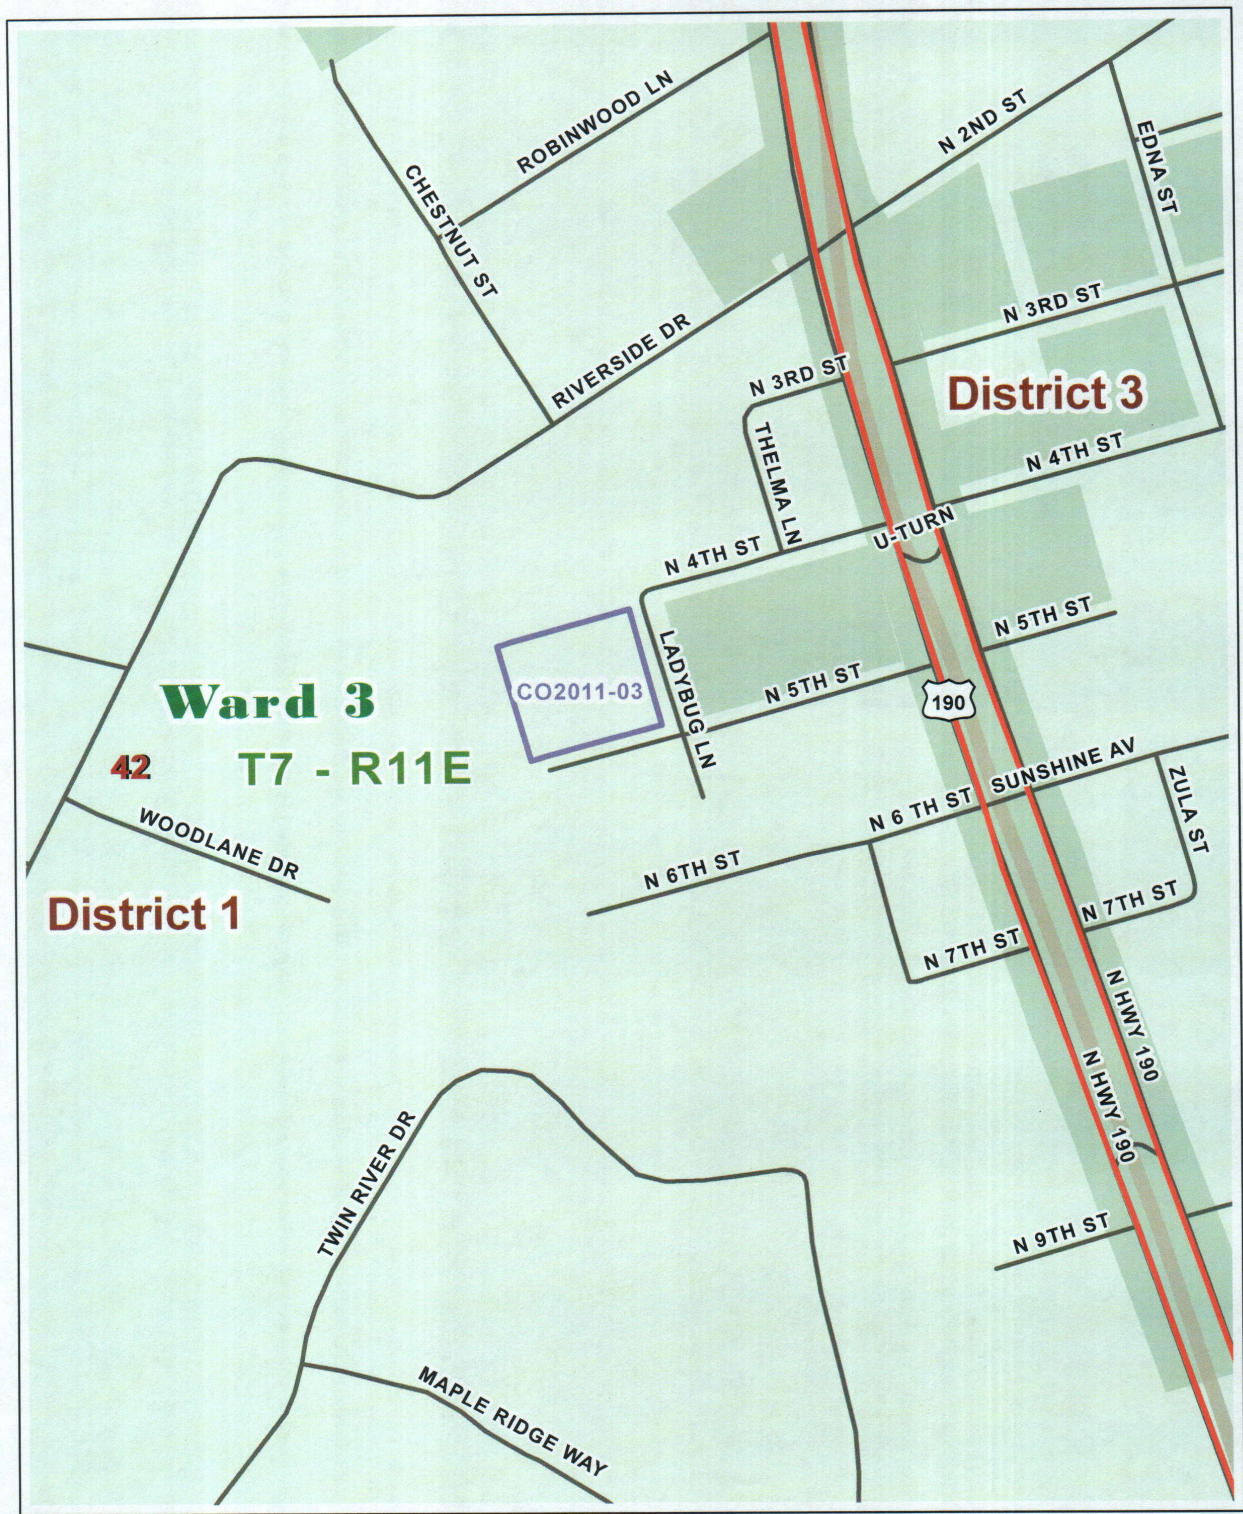 ROBINWOOD LN
N 2ND ST
EDNA ST
CHESTNUT ST
N 3RD ST
RIVERSIDE DR
N 3RD ST
District 3
THELMA LN
N 4TH ST
U-TURN
N 4TH ST
N 5TH ST
LADYBUG LN
CO2011-03
N 5TH ST
Ward 3
190
42
T7 - R11E
SUNSHINE AV
ZULA ST
N 6 TH ST
WOODLANE DR
N 6TH ST
District 1
N 7TH ST
N 7TH ST
N HWY 190
N HWY 190
TWIN RIVER DR
N 9TH ST
MAPLE RIDGE WAY